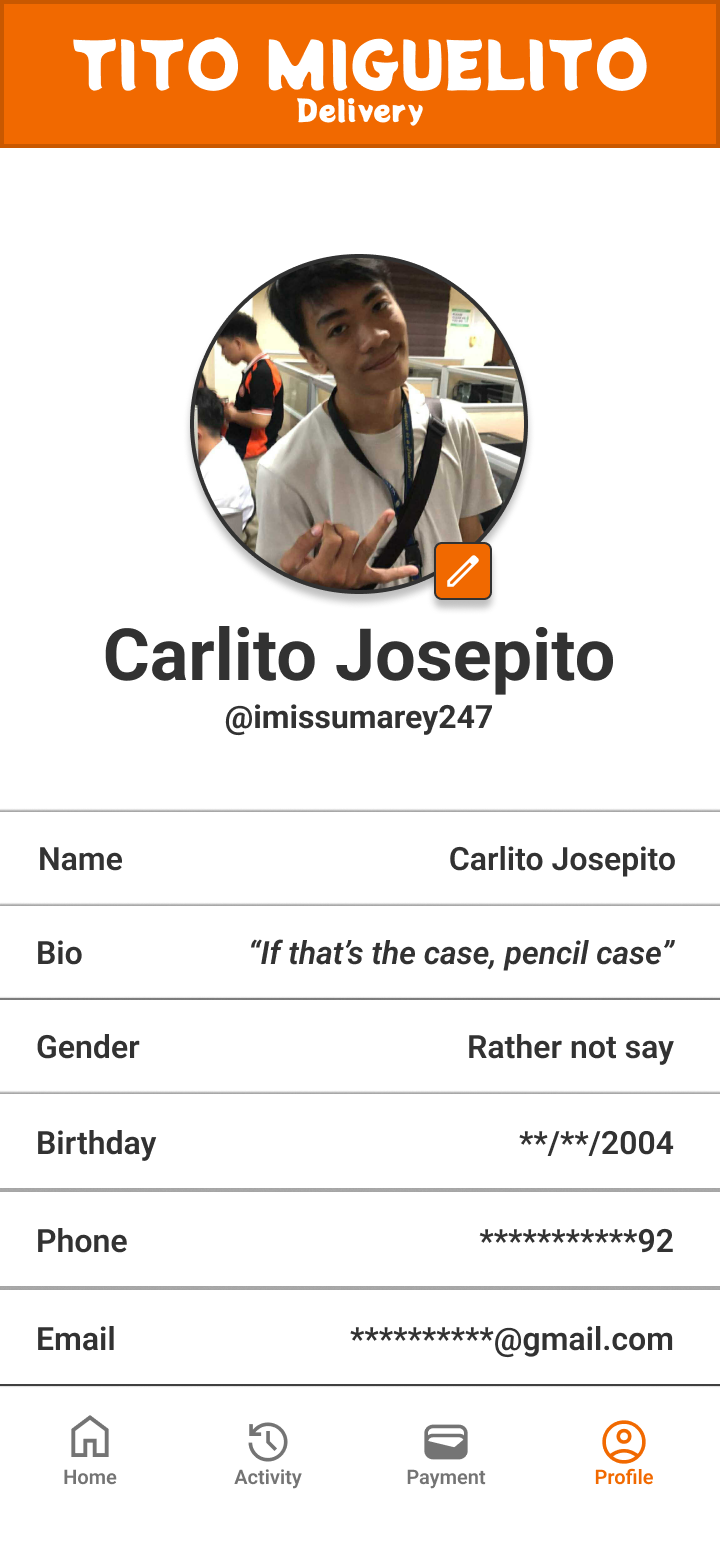 TITO MIGUELITO
Delivery
Carlito Josepito
@imissumarey247
Name Carlito Josepito
Bio “If that’s the case, pencil case”
Gender Rather not say
Birthday **/**/2004
Phone ***********92
Email **********@gmail.com
Home Activity Payment Profile